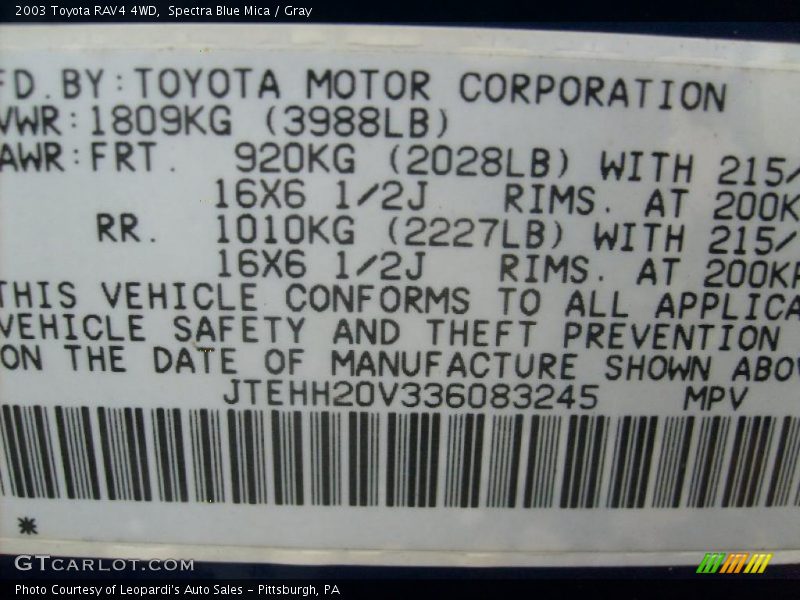 2003 Toyota RAV4 4WD, Spectra Blue Mica / Gray
FD.BY:TOYOTA MOTOR CORPORATION
VWR:1809KG (3988LB)
AWR:FRT. 920KG (2028LB) WITH 215/
16X6 1/2J RIMS. AT 200K
RR. 1010KG (2227LB) WITH 215/
16X6 1/2J RIMS. AT 200KP
THIS VEHICLE CONFORMS TO ALL APPLICA
VEHICLE SAFETY AND THEFT PREVENTION
ON THE DATE OF MANUFACTURE SHOWN ABOV
JTEHH20V336083245 MPV
*
GTCARLOT.COM
Photo Courtesy of Leopardi's Auto Sales - Pittsburgh, PA